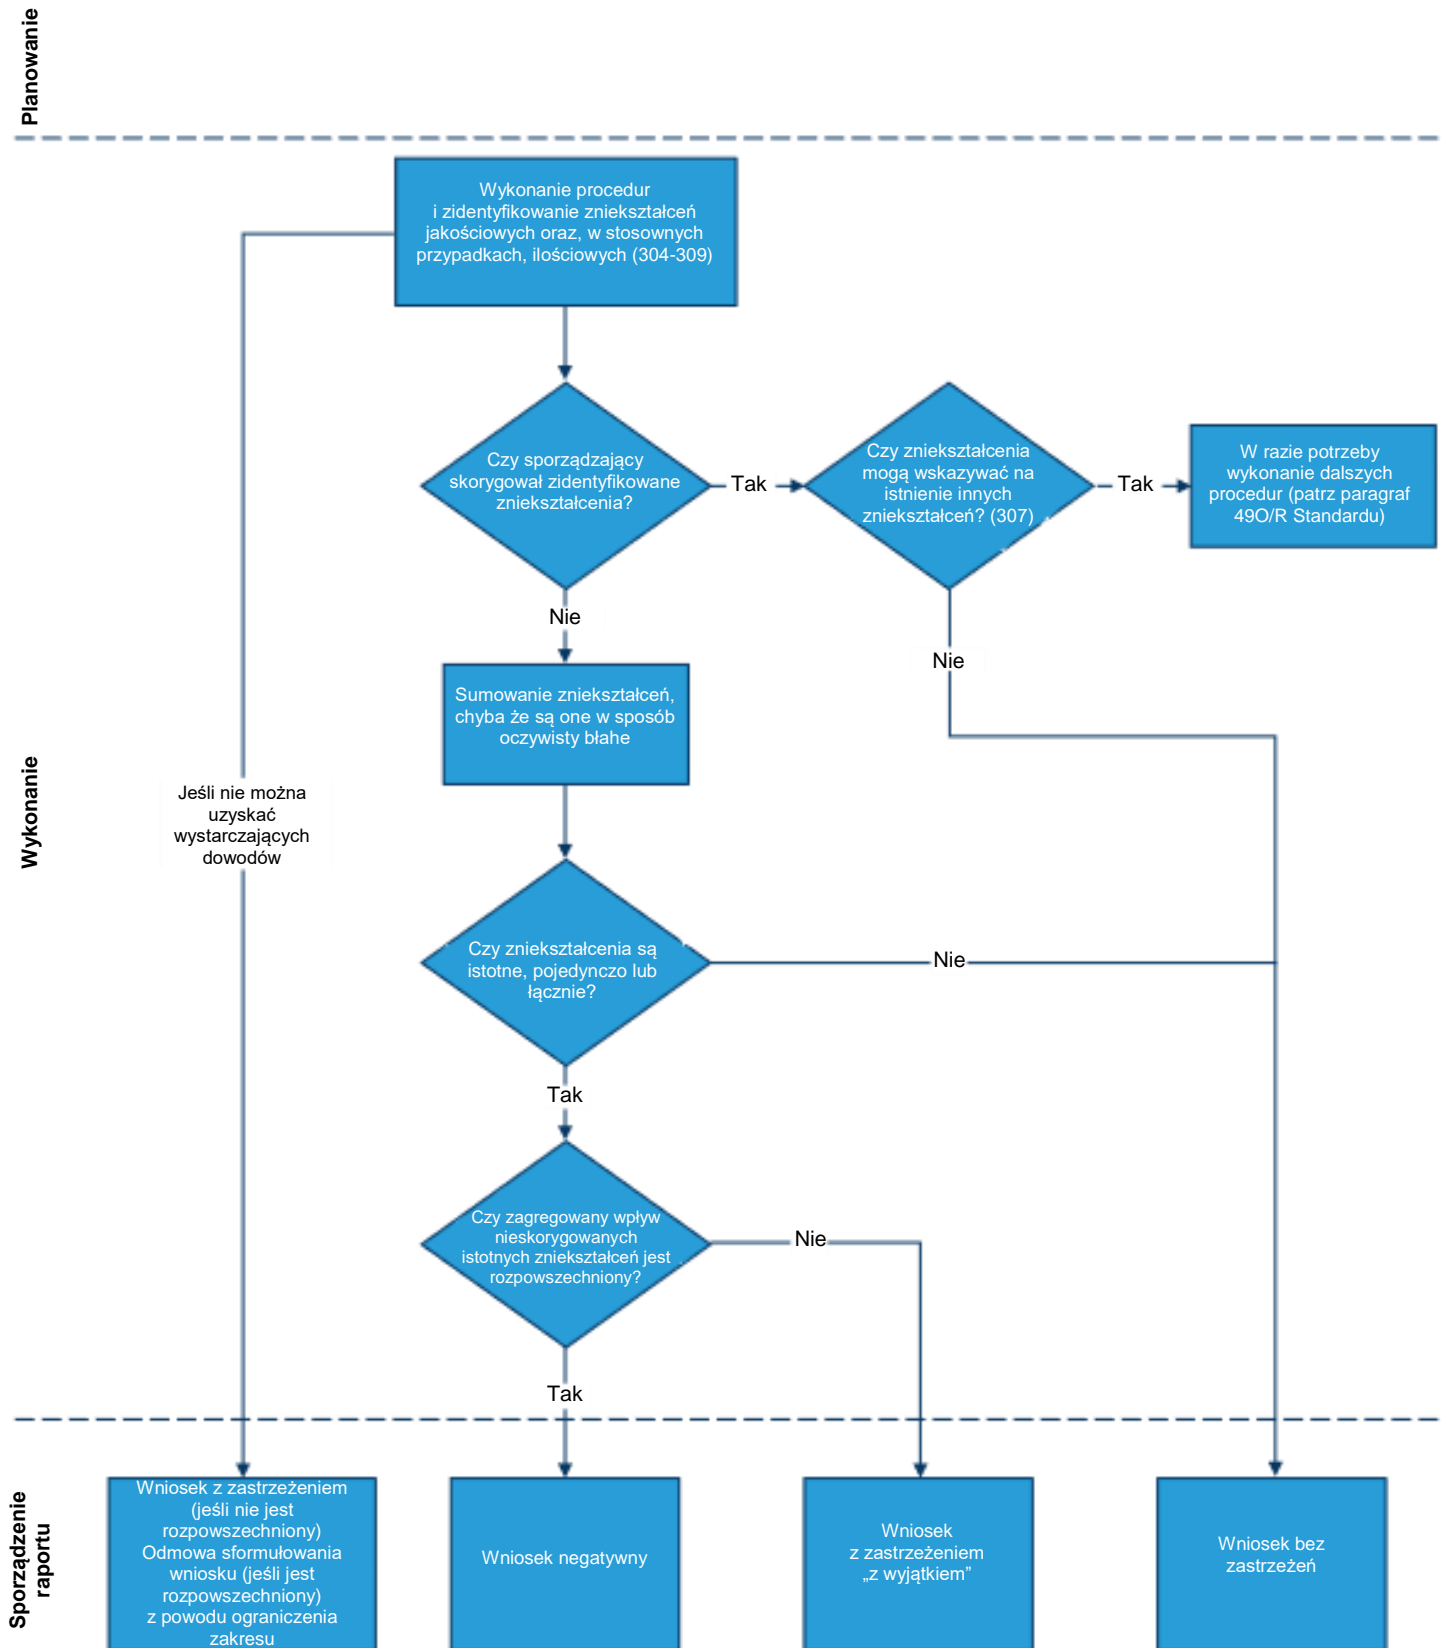 Planowanie
Wykonanie procedur
i zidentyfikowanie zniekształceń
jakościowych oraz, w stosownych
przypadkach, ilościowych (304-309)
Czy sporządzający
skorygował zidentyfikowane
zniekształcenia?
Tak
Czy zniekształcenia
mogą wskazywać na
istnienie innych
zniekształceń? (307)
Tak
W razie potrzeby
wykonanie dalszych
procedur (patrz paragraf
49O/R Standardu)
Nie
Nie
Sumowanie zniekształceń,
chyba że są one w sposób
oczywisty błahe
Wykonanie
Jeśli nie można
uzyskać
wystarczających
dowodów
Czy zniekształcenia są
istotne, pojedynczo lub
łącznie?
Nie
Tak
Czy zagregowany wpływ
nieskorygowanych
istotnych zniekształceń jest
rozpowszechniony?
Nie
Tak
Sporządzenie
raportu
Wniosek z zastrzeżeniem
(jeśli nie jest
rozpowszechniony)
Odmowa sformułowania
wniosku (jeśli jest
rozpowszechniony)
z powodu ograniczenia
zakresu
Wniosek negatywny
Wniosek
z zastrzeżeniem
„z wyjątkiem”
Wniosek bez
zastrzeżeń